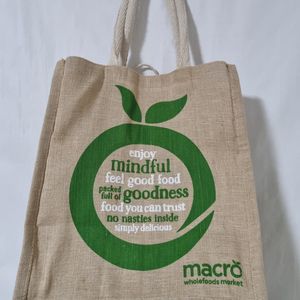 enjoy
mindful
feel good food
packed
full of goodness
food you can trust
no nasties inside
simply delicious
macro
wholefoods market